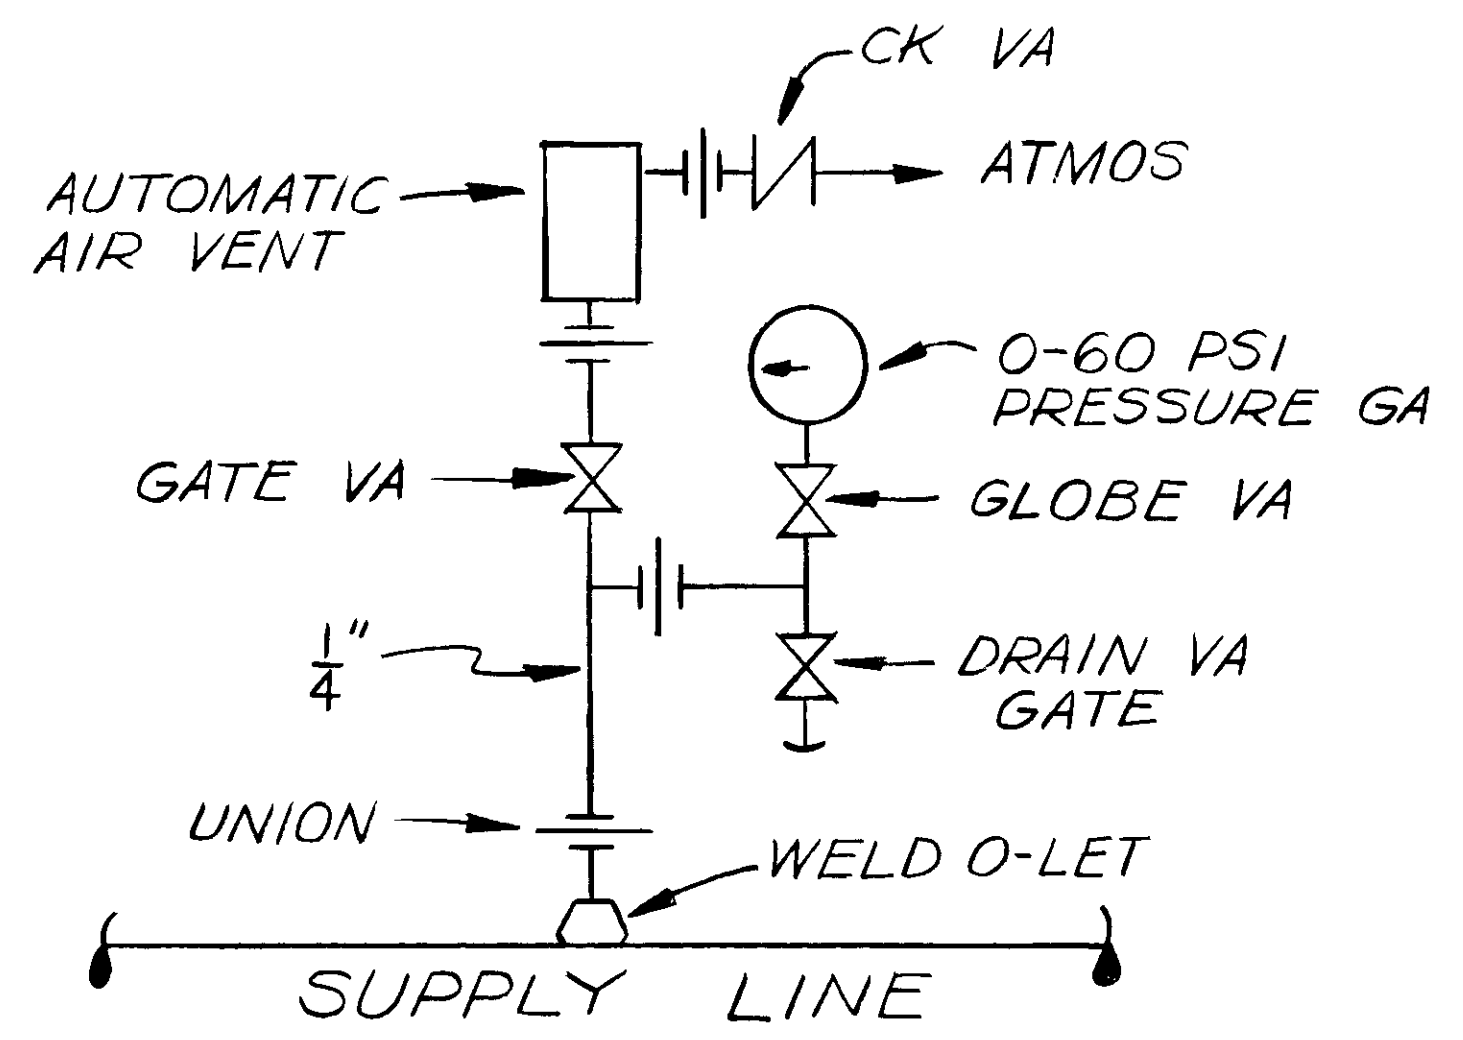 CK VA
ATMOS
AUTOMATIC
AIR VENT
0-60 PSI
PRESSURE GA
GATE VA
GLOBE VA
1/4"
DRAIN VA
GATE
UNION
WELD O-LET
SUPPLY LINE